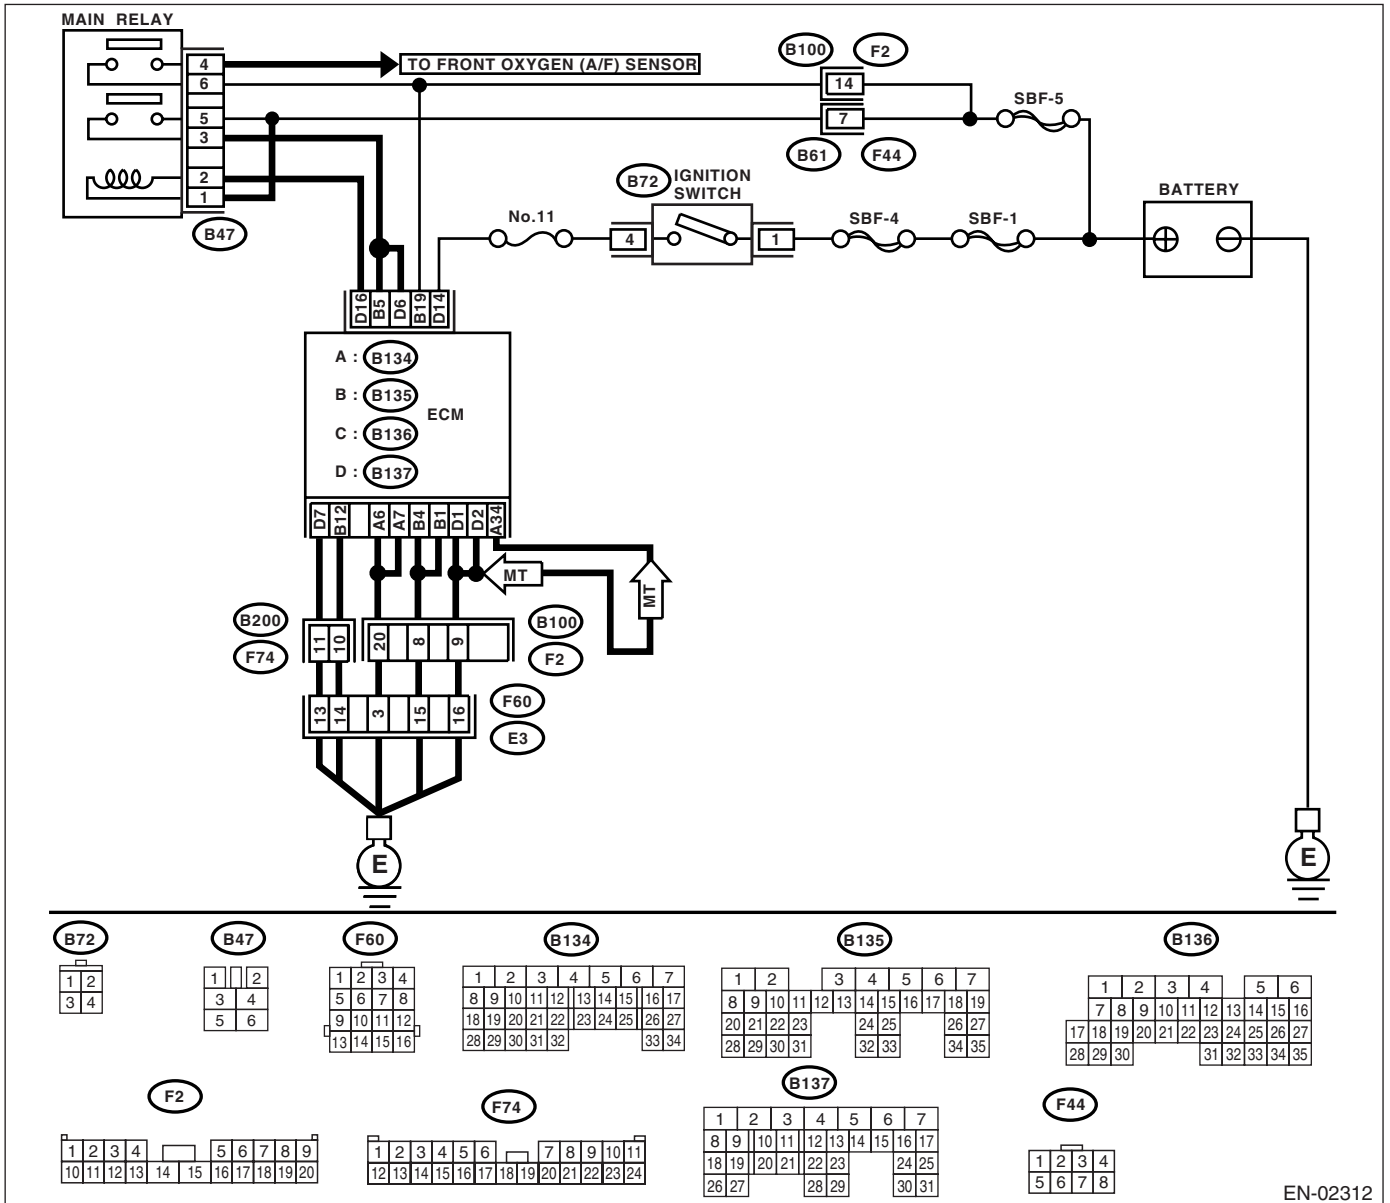 MAIN RELAY
4
6
5
3
2
1
B47
TO FRONT OXYGEN (A/F) SENSOR
B100 F2
14
7
B61 F44
SBF-5
B72 IGNITION
SWITCH
No.11
4
1
SBF-4
SBF-1
BATTERY
D16 B5 D6 B19 D14
A : B134
B : B135
C : B136
D : B137
ECM
D7 B12 A6 A7 B4 B1 D1 D2 A34
MT
MT
B200
F74
11 10
20 8 9
B100
F2
13 14 3 15 16
F60
E3
E
E
B72
1 2
3 4
B47
1 2
3 4
5 6
F60
1 2 3 4
5 6 7 8
9 10 11 12
13 14 15 16
B134
1 2 3 4 5 6 7
8 9 10 11 12 13 14 15 16 17
18 19 20 21 22 23 24 25 26 27
28 29 30 31 32 33 34
B135
1 2 3 4 5 6 7
8 9 10 11 12 13 14 15 16 17 18 19
20 21 22 23 24 25 26 27
28 29 30 31 32 33 34 35
B136
1 2 3 4 5 6
7 8 9 10 11 12 13 14 15 16
17 18 19 20 21 22 23 24 25 26 27
28 29 30 31 32 33 34 35
F2
1 2 3 4 5 6 7 8 9
10 11 12 13 14 15 16 17 18 19 20
F74
1 2 3 4 5 6 7 8 9 10 11
12 13 14 15 16 17 18 19 20 21 22 23 24
B137
1 2 3 4 5 6 7
8 9 10 11 12 13 14 15 16 17
18 19 20 21 22 23 24 25
26 27 28 29 30 31
F44
1 2 3 4
5 6 7 8
EN-02312